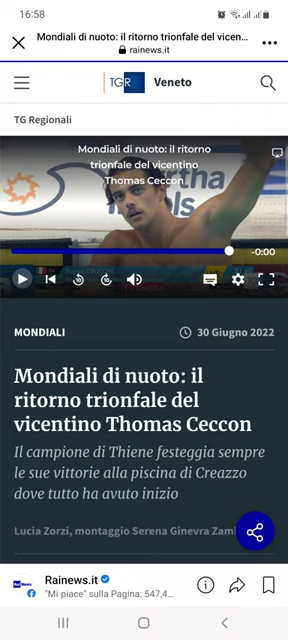 16:58
Mondiali di nuoto: il ritorno trionfale del vicen...
rainews.it
TGR Veneto
TG Regionali
Mondiali di nuoto: il ritorno
trionfale del vicentino
Thomas Ceccon
-0:00
10 10
MONDIALI
30 Giugno 2022
Mondiali di nuoto: il
ritorno trionfale del
vicentino Thomas Ceccon
Il campione di Thiene festeggia sempre
le sue vittorie alla piscina di Creazzo
dove tutto ha avuto inizio
Lucia Zorzi, montaggio Serena Ginevra Zamb
Rainews.it
"Mi piace" sulla Pagina: 547,4...